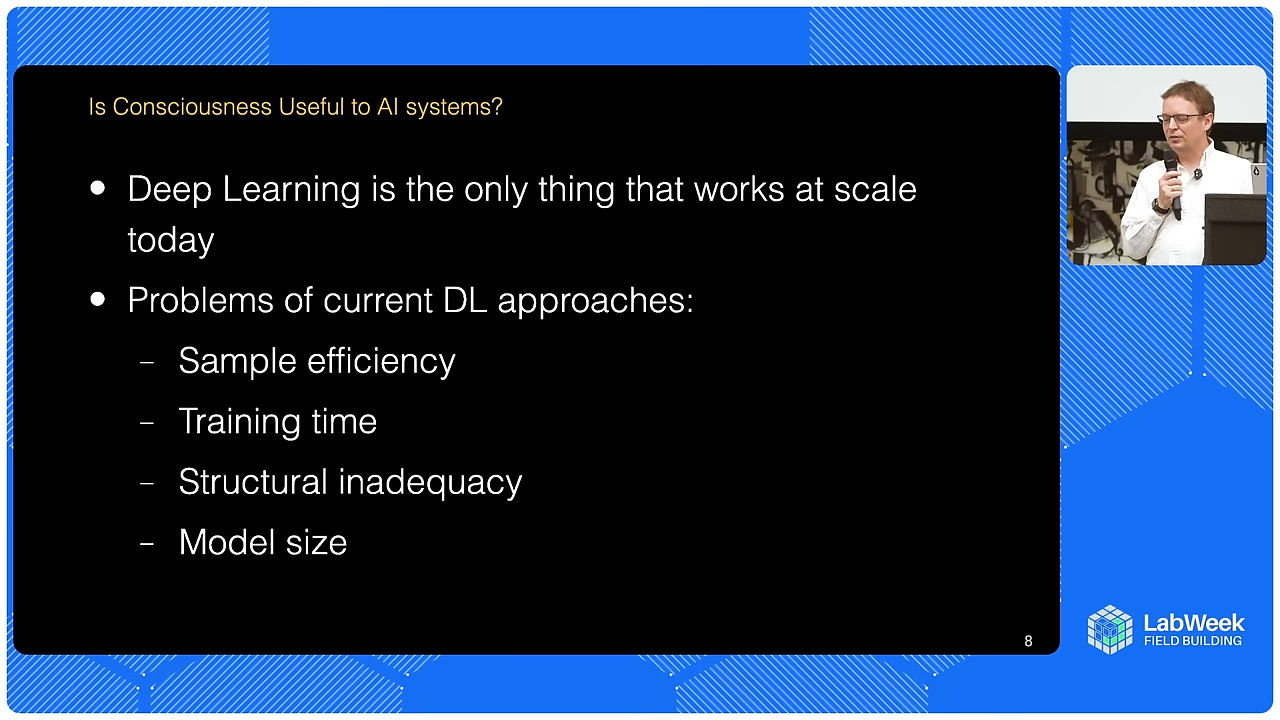 Is Consciousness Useful to AI systems?
● Deep Learning is the only thing that works at scale
today
● Problems of current DL approaches:
– Sample efficiency
– Training time
– Structural inadequacy
– Model size
8
LabWeek
FIELD BUILDING